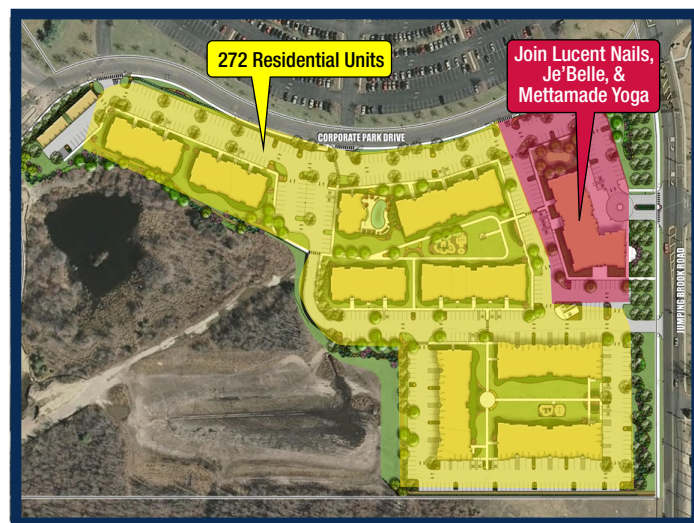 272 Residential Units
Join Lucent Nails,
Je'Belle, &
Mettamade Yoga
CORPORATE PARK DRIVE
JUMPING BROOK ROAD